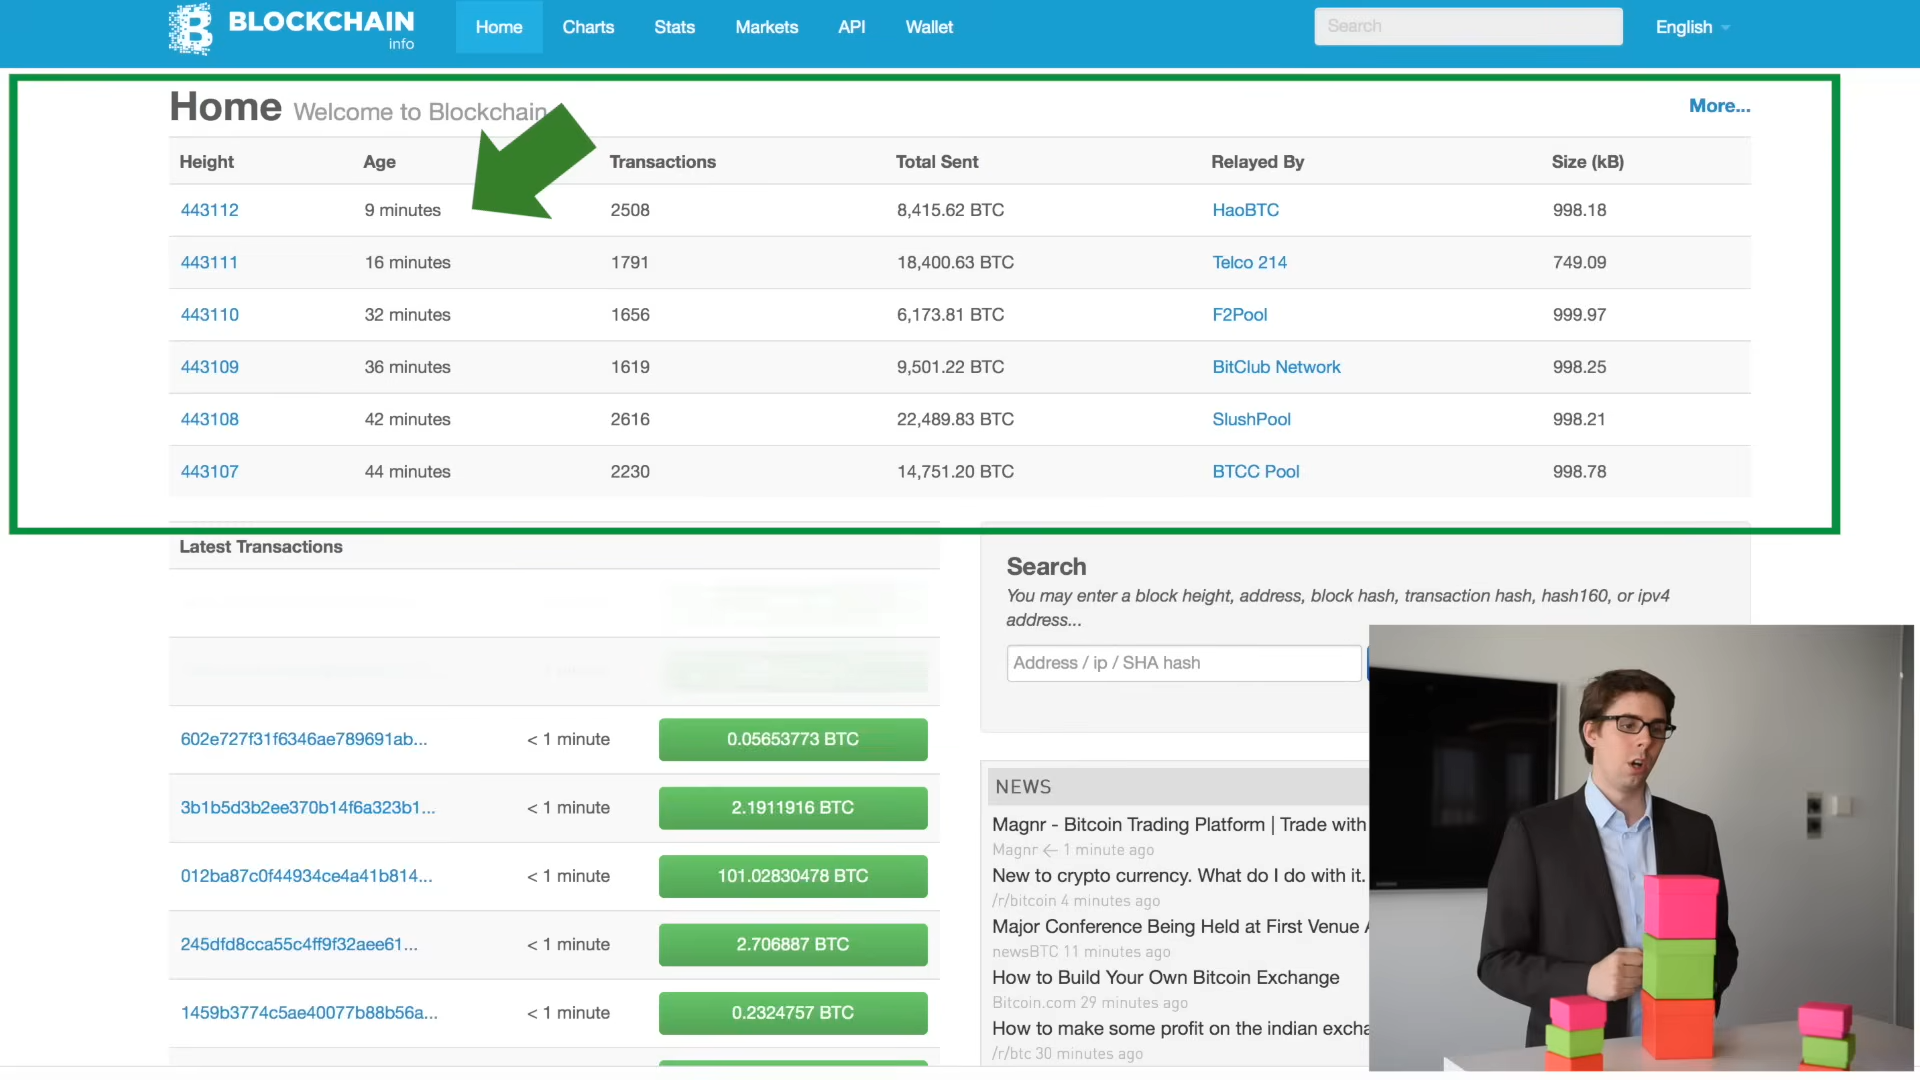 BLOCKCHAIN
info
Home Charts Stats Markets API Wallet Search English
Home Welcome to Blockchain More...
Height Age Transactions Total Sent Relayed By Size (kB)
443112 9 minutes 2508 8,415.62 BTC HaoBTC 998.18
443111 16 minutes 1791 18,400.63 BTC Telco 214 749.09
443110 32 minutes 1656 6,173.81 BTC F2Pool 999.97
443109 36 minutes 1619 9,501.22 BTC BitClub Network 998.25
443108 42 minutes 2616 22,489.83 BTC SlushPool 998.21
443107 44 minutes 2230 14,751.20 BTC BTCC Pool 998.78
Latest Transactions
602e727f31f6346ae789691ab... < 1 minute 0.05653773 BTC
3b1b5d3b2ee370b14f6a323b1... < 1 minute 2.1911916 BTC
012ba87c0f44934ce4a41b814... < 1 minute 101.02830478 BTC
245dfd8cca55c4ff9f32aee61... < 1 minute 2.706887 BTC
1459b3774c5ae40077b88b56a... < 1 minute 0.2324757 BTC
Search
You may enter a block height, address, block hash, transaction hash, hash160, or ipv4
address...
Address / ip / SHA hash
NEWS
Magnr - Bitcoin Trading Platform | Trade with
Magnr ← 1 minute ago
New to crypto currency. What do I do with it.
/r/bitcoin 4 minutes ago
Major Conference Being Held at First Venue
newsBTC 11 minutes ago
How to Build Your Own Bitcoin Exchange
Bitcoin.com 29 minutes ago
How to make some profit on the indian excha
/r/btc 30 minutes ago